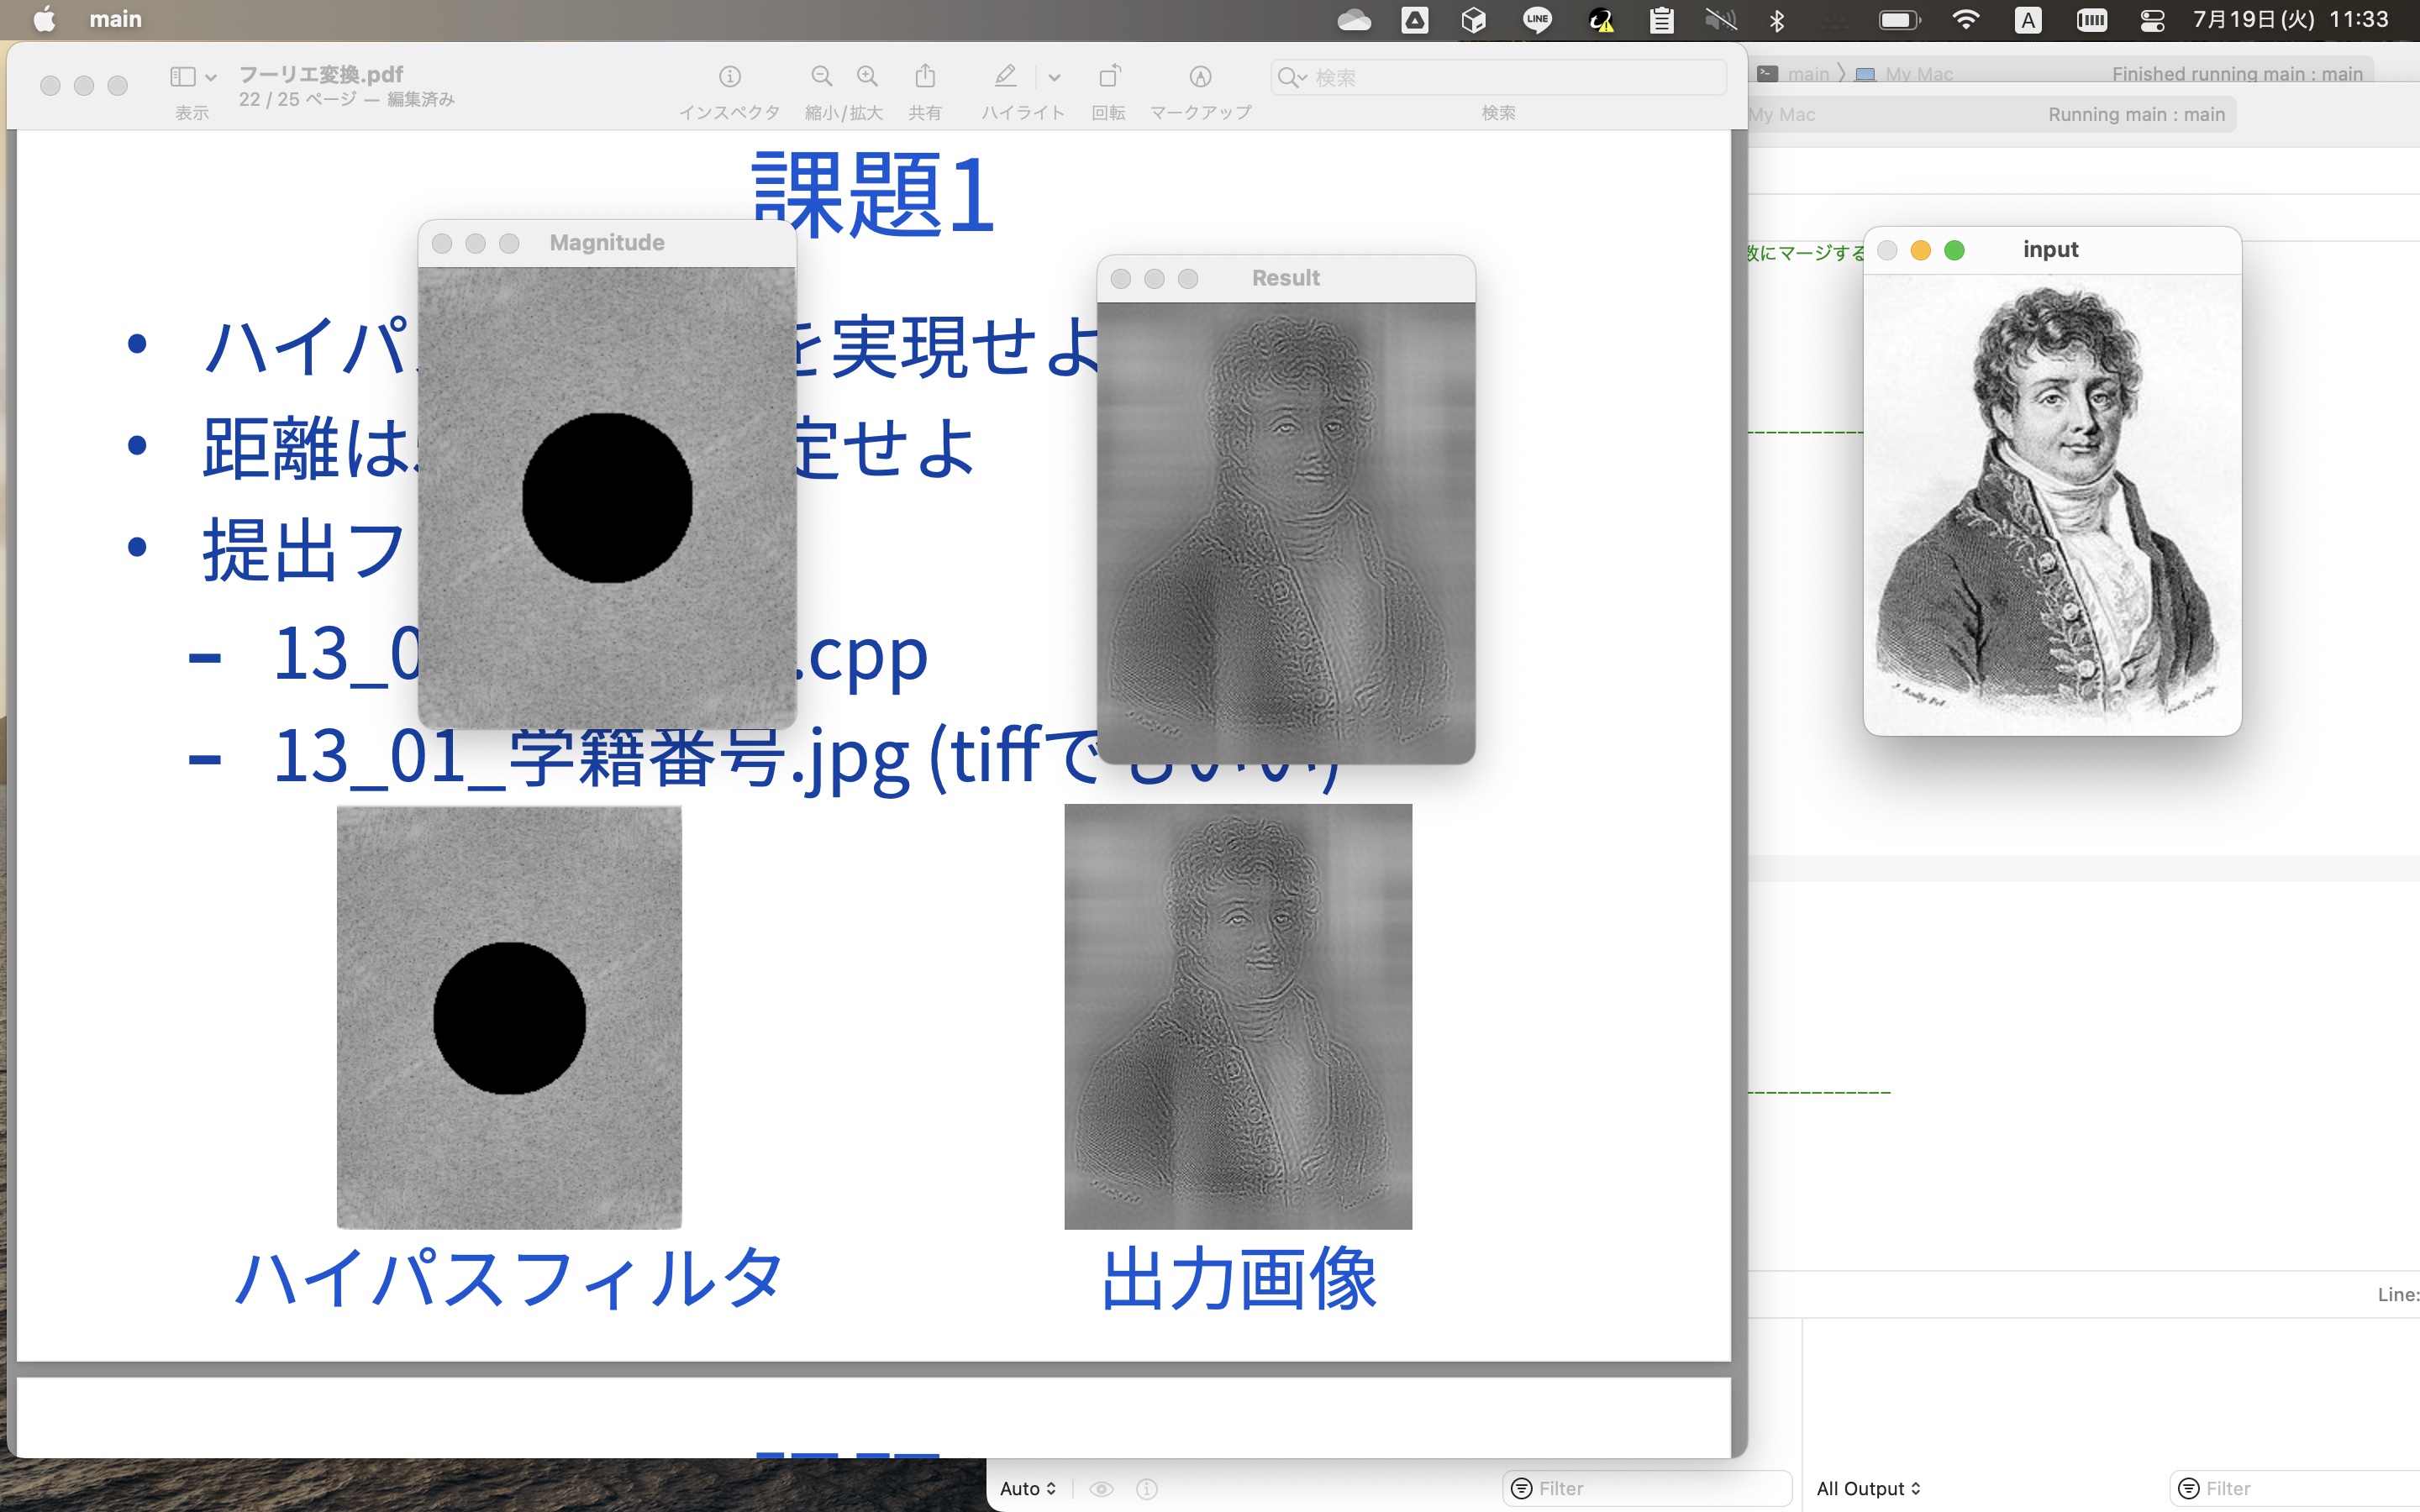 main
LINE
A
7月19日(火) 11:33
フーリエ変換.pdf
22 / 25 ページ — 編集済み
表示
インスペクタ
縮小/拡大
共有
ハイライト
回転
マークアップ
検索
検索
main 〉 My Mac
Finished running main : main
My Mac
Running main : main
課題1
Magnitude
Result
input
数にマージする
• ハイパ
を実現せよ
• 距離は
定せよ
• 提出フ
– 13_0
.cpp
– 13_01_学籍番号.jpg (tiffでもいい)
ハイパスフィルタ
出力画像
Line:
Auto
Filter
All Output
Filter